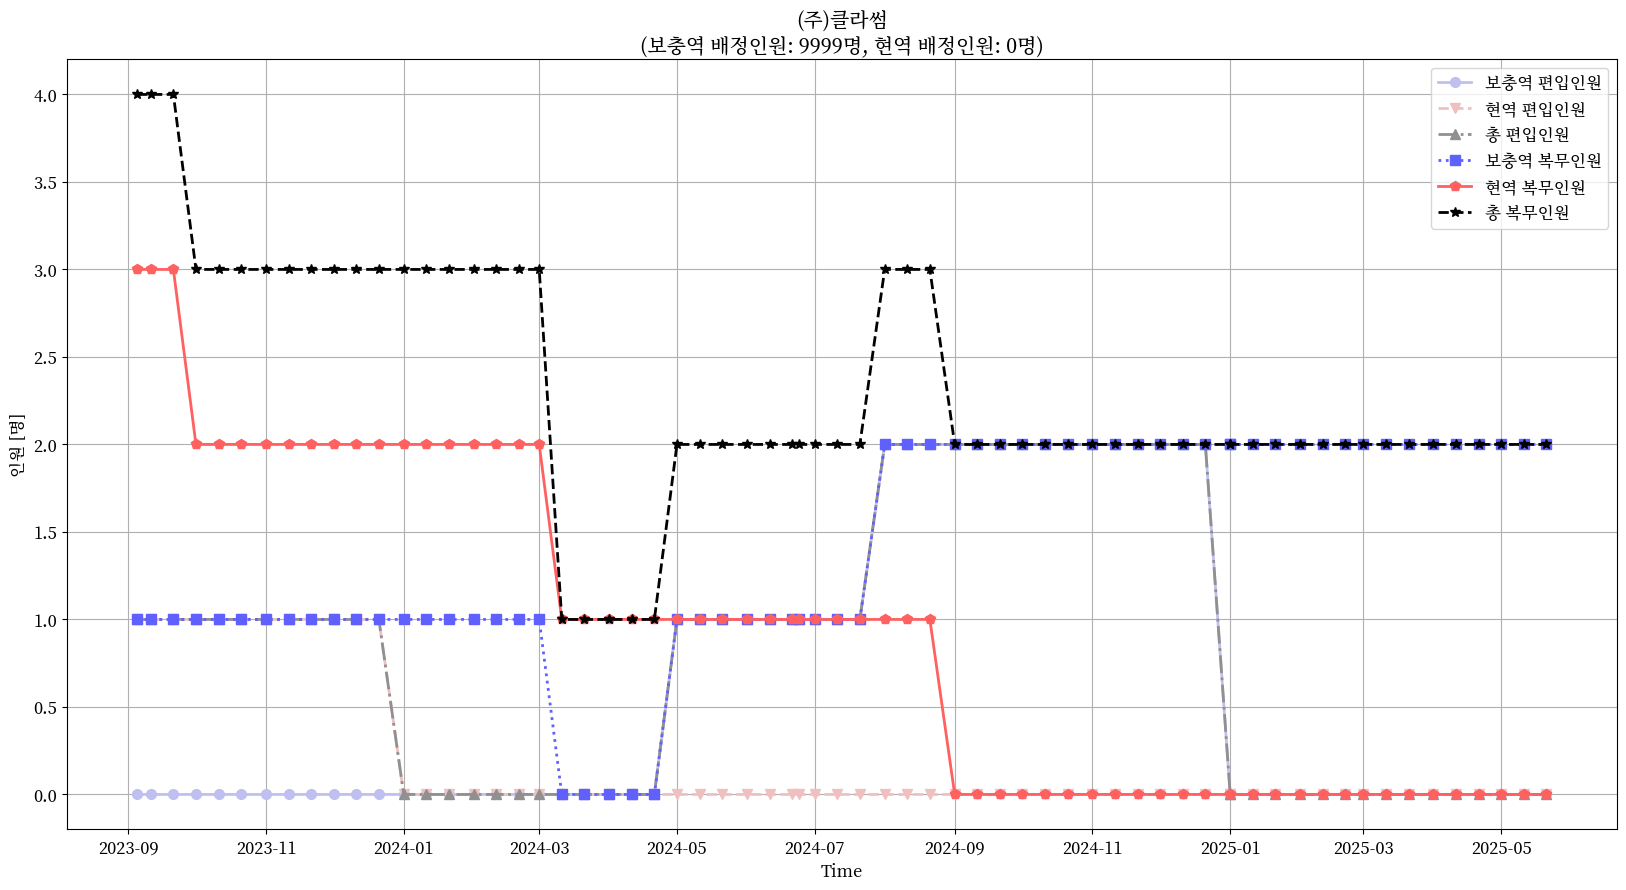 (주)클라썸
(보충역 배정인원: 9999명, 현역 배정인원: 0명)
보충역 편입인원
현역 편입인원
총 편입인원
보충역 복무인원
현역 복무인원
총 복무인원
인원 [명]
4.0
3.5
3.0
2.5
2.0
1.5
1.0
0.5
0.0
2023-09 2023-11 2024-01 2024-03 2024-05 2024-07 2024-09 2024-11 2025-01 2025-03 2025-05
Time